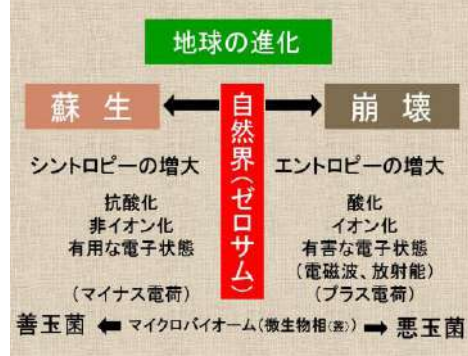 地球の進化
蘇生
自然界(ゼロサム)
崩壊
シントロピーの増大
抗酸化
非イオン化
有用な電子状態
(マイナス電荷)
エントロピーの増大
酸化
イオン化
有害な電子状態
(電磁波、放射能)
(プラス電荷)
善玉菌 ⬅ マイクロバイオーム(微生物相(叢)) ➡ 悪玉菌